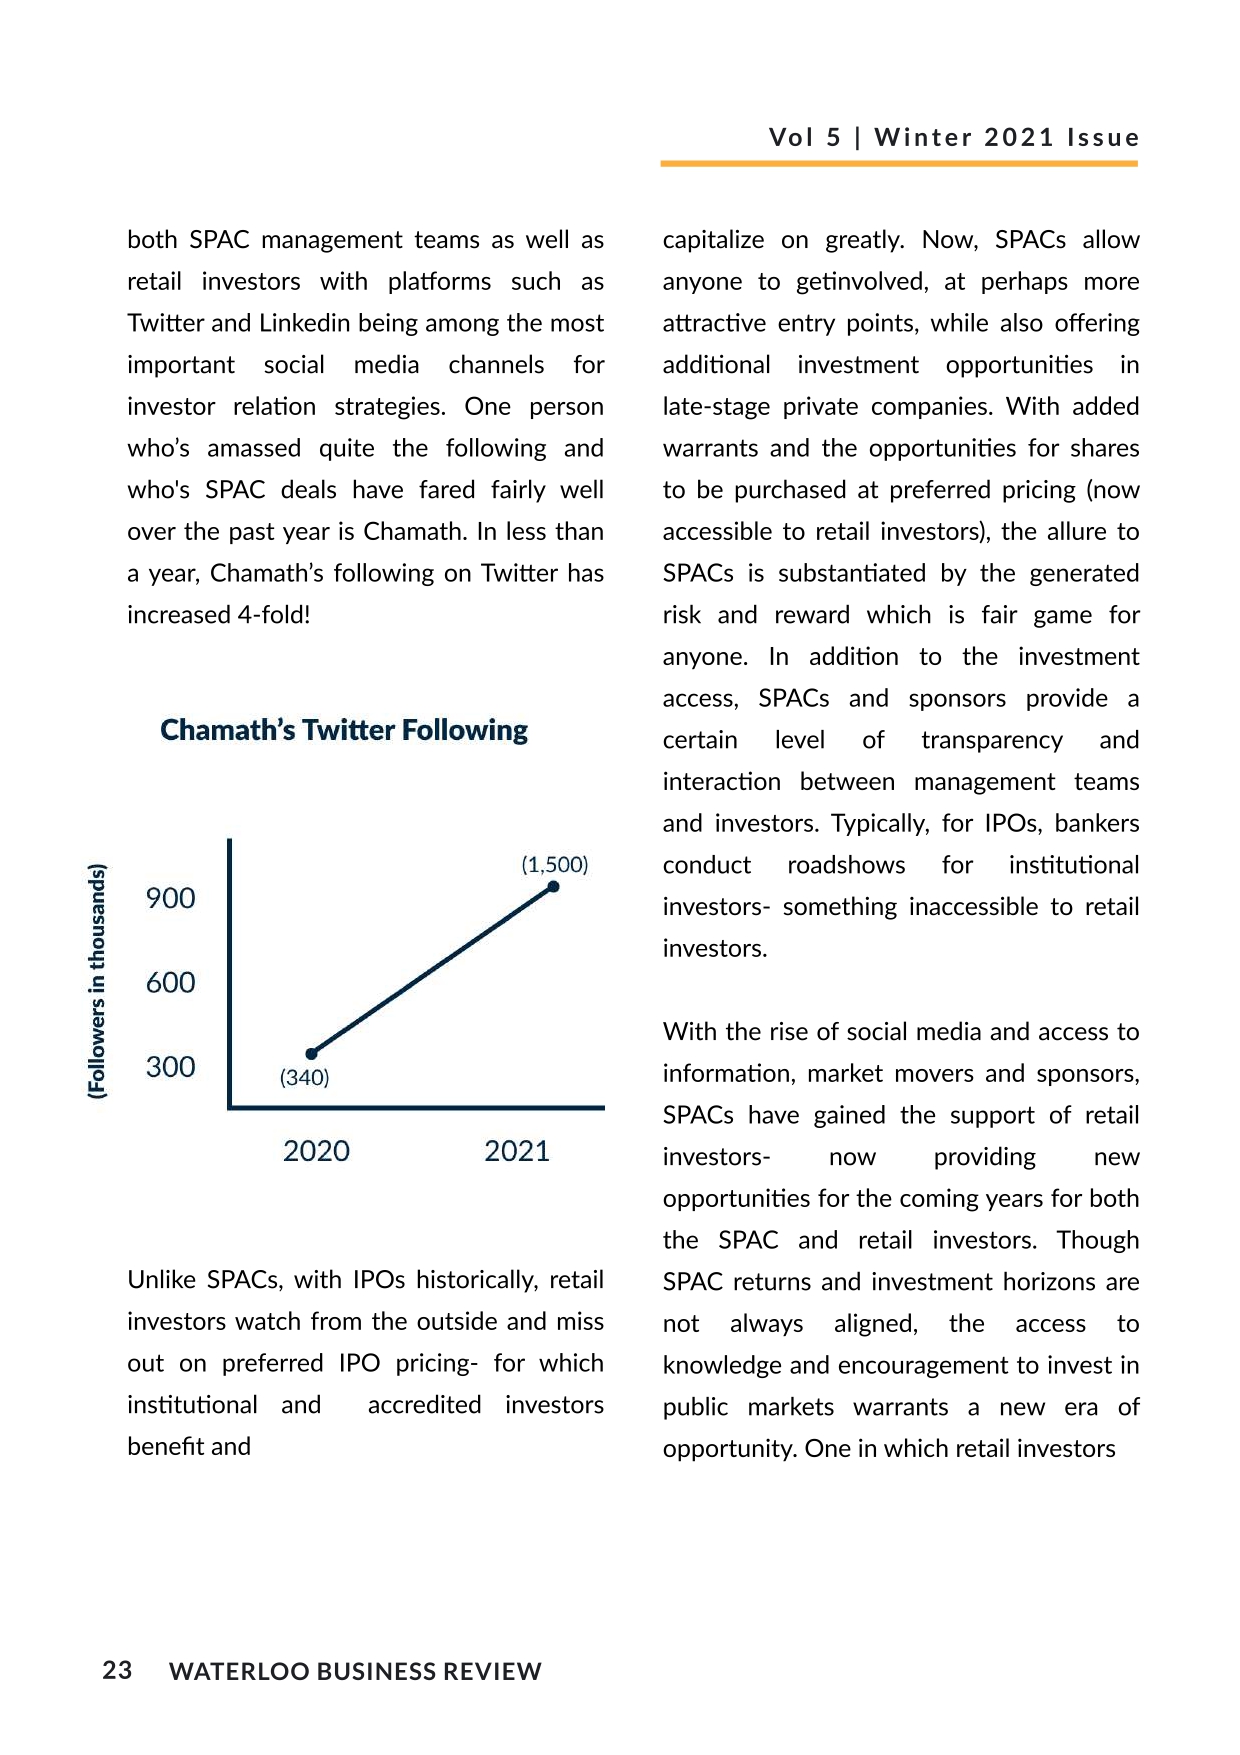 Vol 5 | Winter 2021 Issue
both SPAC management teams as well as
retail investors with platforms such as
Twitter and Linkedin being among the most
important social media channels for
investor relation strategies. One person
who’s amassed quite the following and
who's SPAC deals have fared fairly well
over the past year is Chamath. In less than
a year, Chamath’s following on Twitter has
increased 4-fold!
Chamath’s Twitter Following
(Followers in thousands)
900
600
300
(1,500)
(340)
2020 2021
Unlike SPACs, with IPOs historically, retail
investors watch from the outside and miss
out on preferred IPO pricing- for which
institutional and accredited investors
benefit and
capitalize on greatly. Now, SPACs allow
anyone to getinvolved, at perhaps more
attractive entry points, while also offering
additional investment opportunities in
late-stage private companies. With added
warrants and the opportunities for shares
to be purchased at preferred pricing (now
accessible to retail investors), the allure to
SPACs is substantiated by the generated
risk and reward which is fair game for
anyone. In addition to the investment
access, SPACs and sponsors provide a
certain level of transparency and
interaction between management teams
and investors. Typically, for IPOs, bankers
conduct roadshows for institutional
investors- something inaccessible to retail
investors.
With the rise of social media and access to
information, market movers and sponsors,
SPACs have gained the support of retail
investors- now providing new
opportunities for the coming years for both
the SPAC and retail investors. Though
SPAC returns and investment horizons are
not always aligned, the access to
knowledge and encouragement to invest in
public markets warrants a new era of
opportunity. One in which retail investors
23 WATERLOO BUSINESS REVIEW